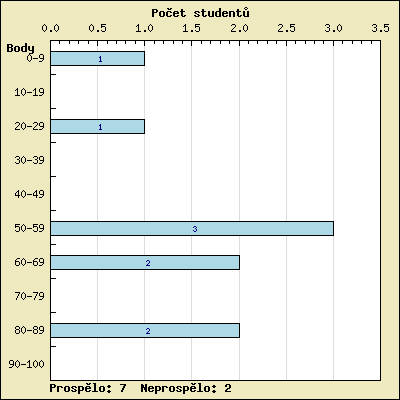 Počet studentů
0.0 0.5 1.0 1.5 2.0 2.5 3.0 3.5
Body
0-9 1
10-19
20-29 1
30-39
40-49
50-59 3
60-69 2
70-79
80-89 2
90-100
Prospělo: 7 Neprospělo: 2